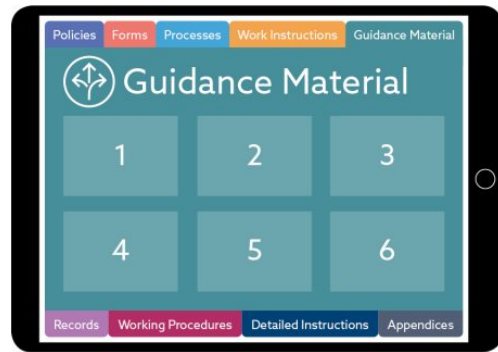 Policies Forms Processes Work Instructions Guidance Material
Guidance Material
1 2 3
4 5 6
Records Working Procedures Detailed Instructions Appendices